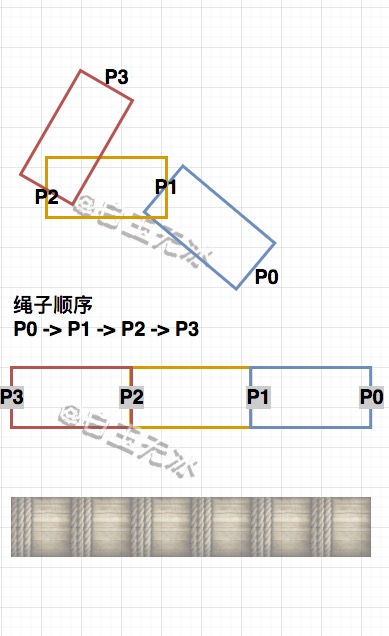 P3
P2
P1
@白玉无冰
P0
绳子顺序
P0 -> P1 -> P2 -> P3
P3 P2 P1 P0
@白玉无冰